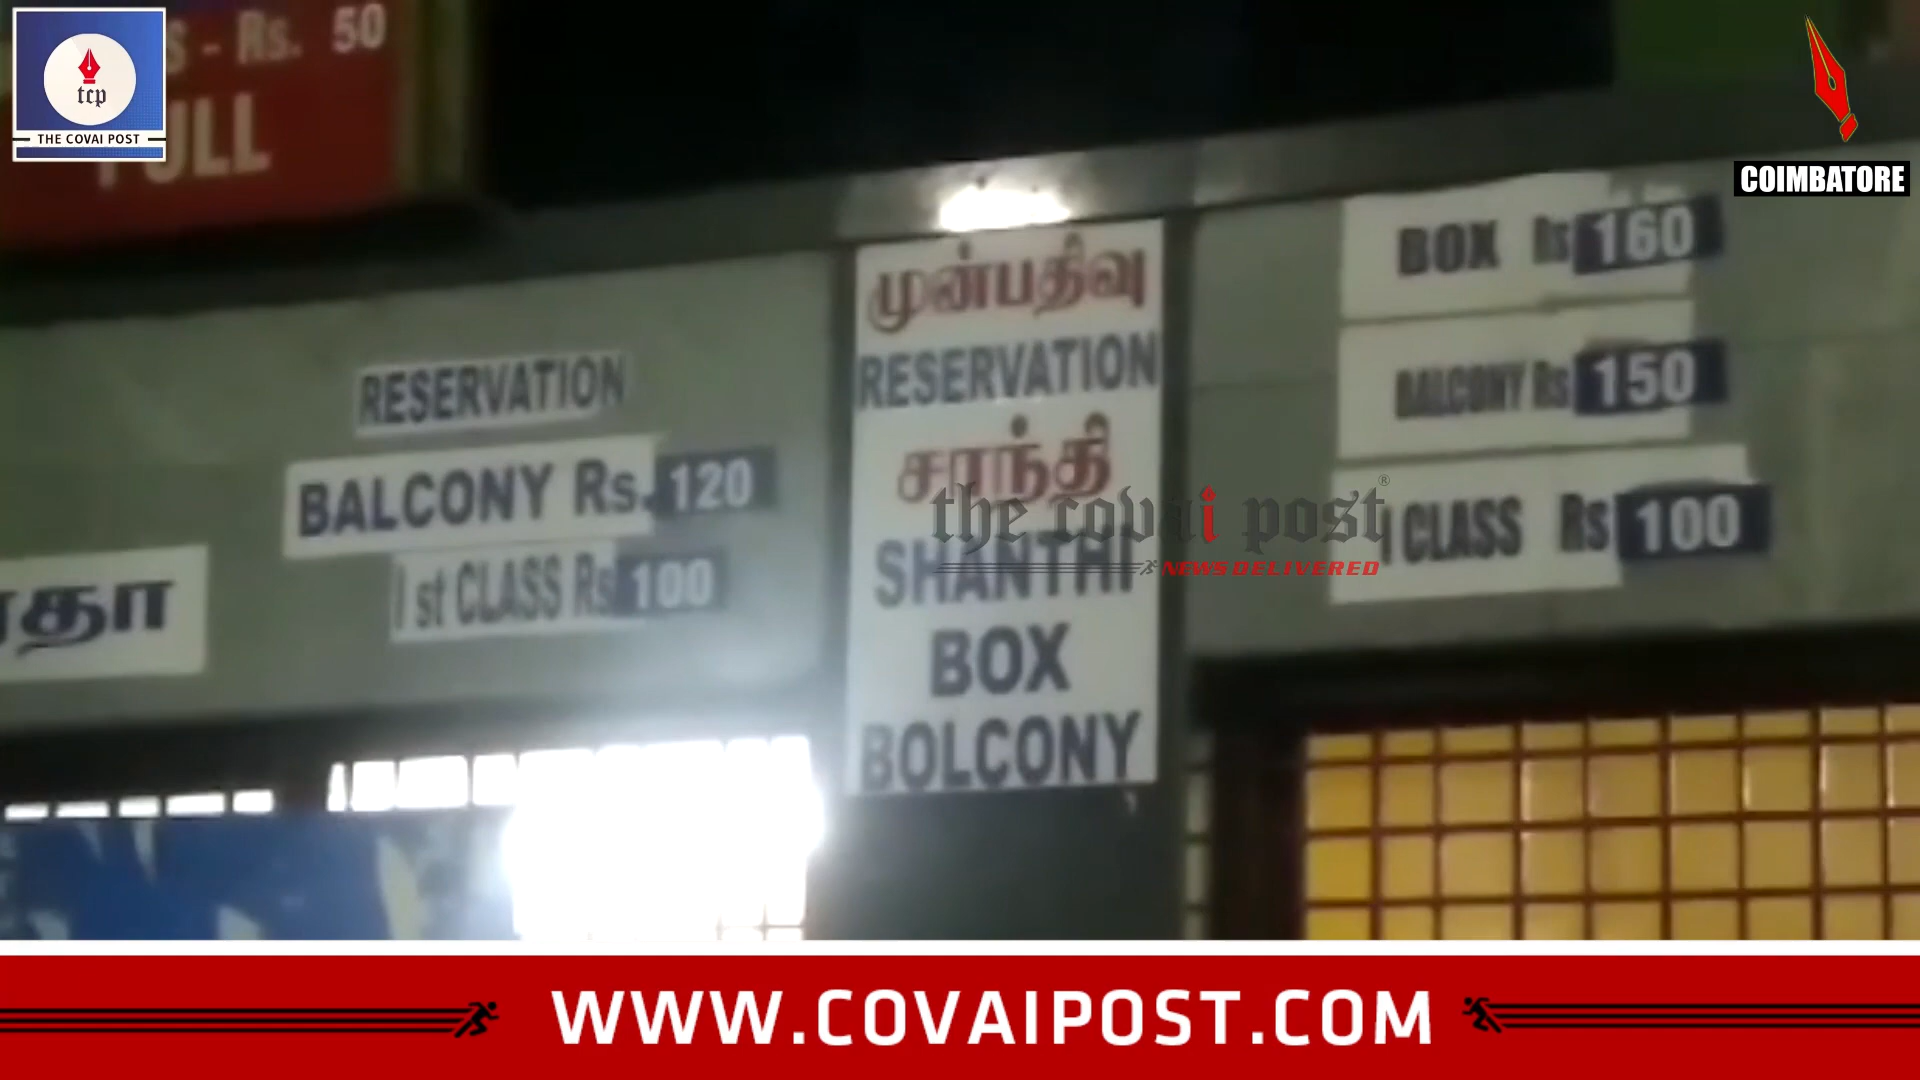 - Rs. 50
tcp
THE COVAI POST
COIMBATORE
RESERVATION
BALCONY Rs. 120
I st CLASS Rs 100
முன்பதிவு
RESERVATION
சாந்தி
SHANTHI
BOX
BOLCONY
BOX Rs 160
BALCONY Rs 150
I CLASS Rs 100
the covai post®
NEWS DELIVERED
WWW.COVAIPOST.COM